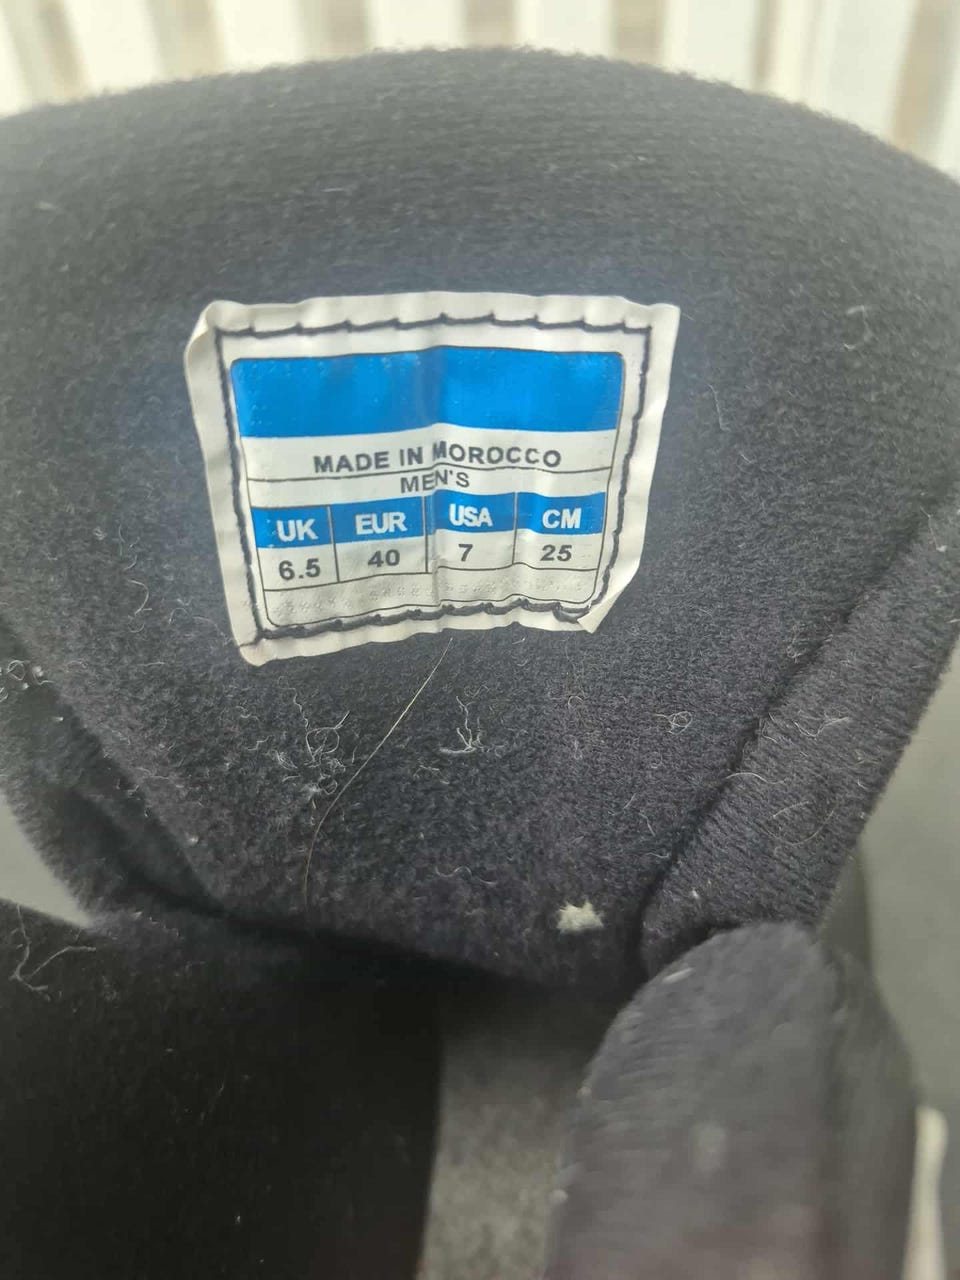 MADE IN MOROCCO
MEN'S
UK EUR USA CM
6.5 40 7 25